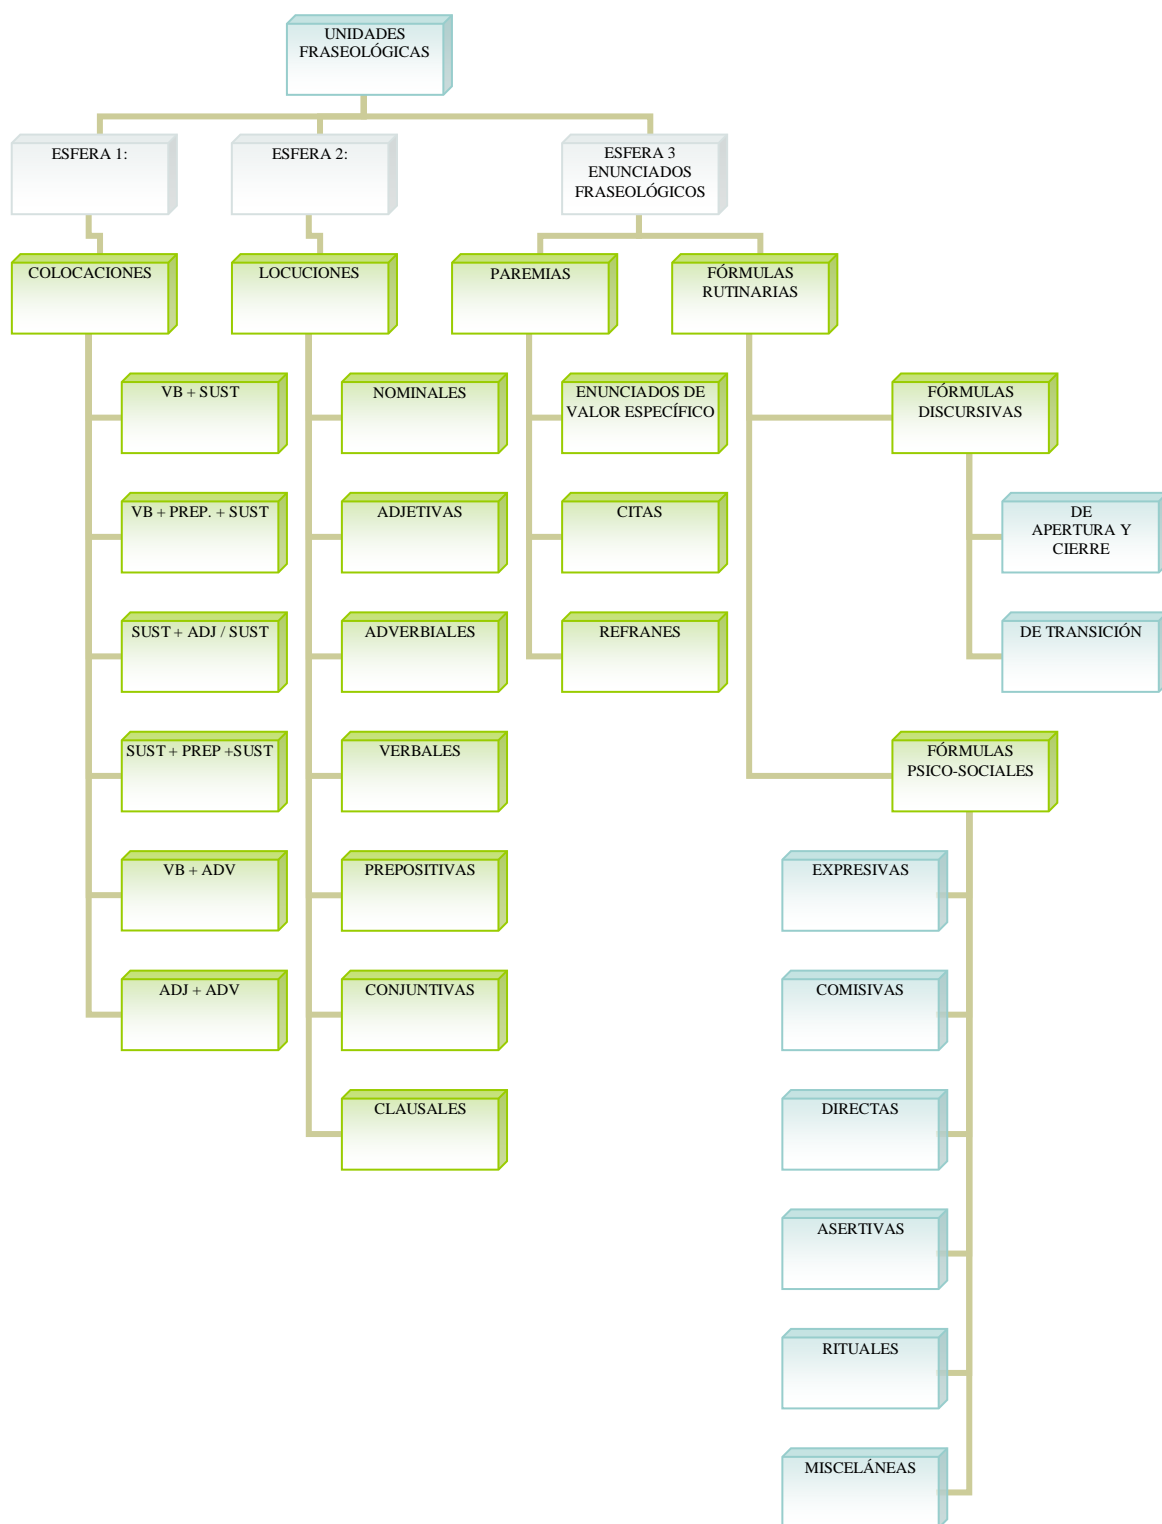 UNIDADES
FRASEOLÓGICAS
ESFERA 1:
ESFERA 2:
ESFERA 3
ENUNCIADOS
FRASEOLÓGICOS
COLOCACIONES
LOCUCIONES
PAREMIAS
FÓRMULAS
RUTINARIAS
VB + SUST
NOMINALES
ENUNCIADOS DE
VALOR ESPECÍFICO
FÓRMULAS
DISCURSIVAS
VB + PREP. + SUST
ADJETIVAS
CITAS
DE
APERTURA Y
CIERRE
SUST + ADJ / SUST
ADVERBIALES
REFRANES
DE TRANSICIÓN
SUST + PREP +SUST
VERBALES
FÓRMULAS
PSICO-SOCIALES
VB + ADV
PREPOSITIVAS
EXPRESIVAS
ADJ + ADV
CONJUNTIVAS
COMISIVAS
CLAUSALES
DIRECTAS
ASERTIVAS
RITUALES
MISCELÁNEAS